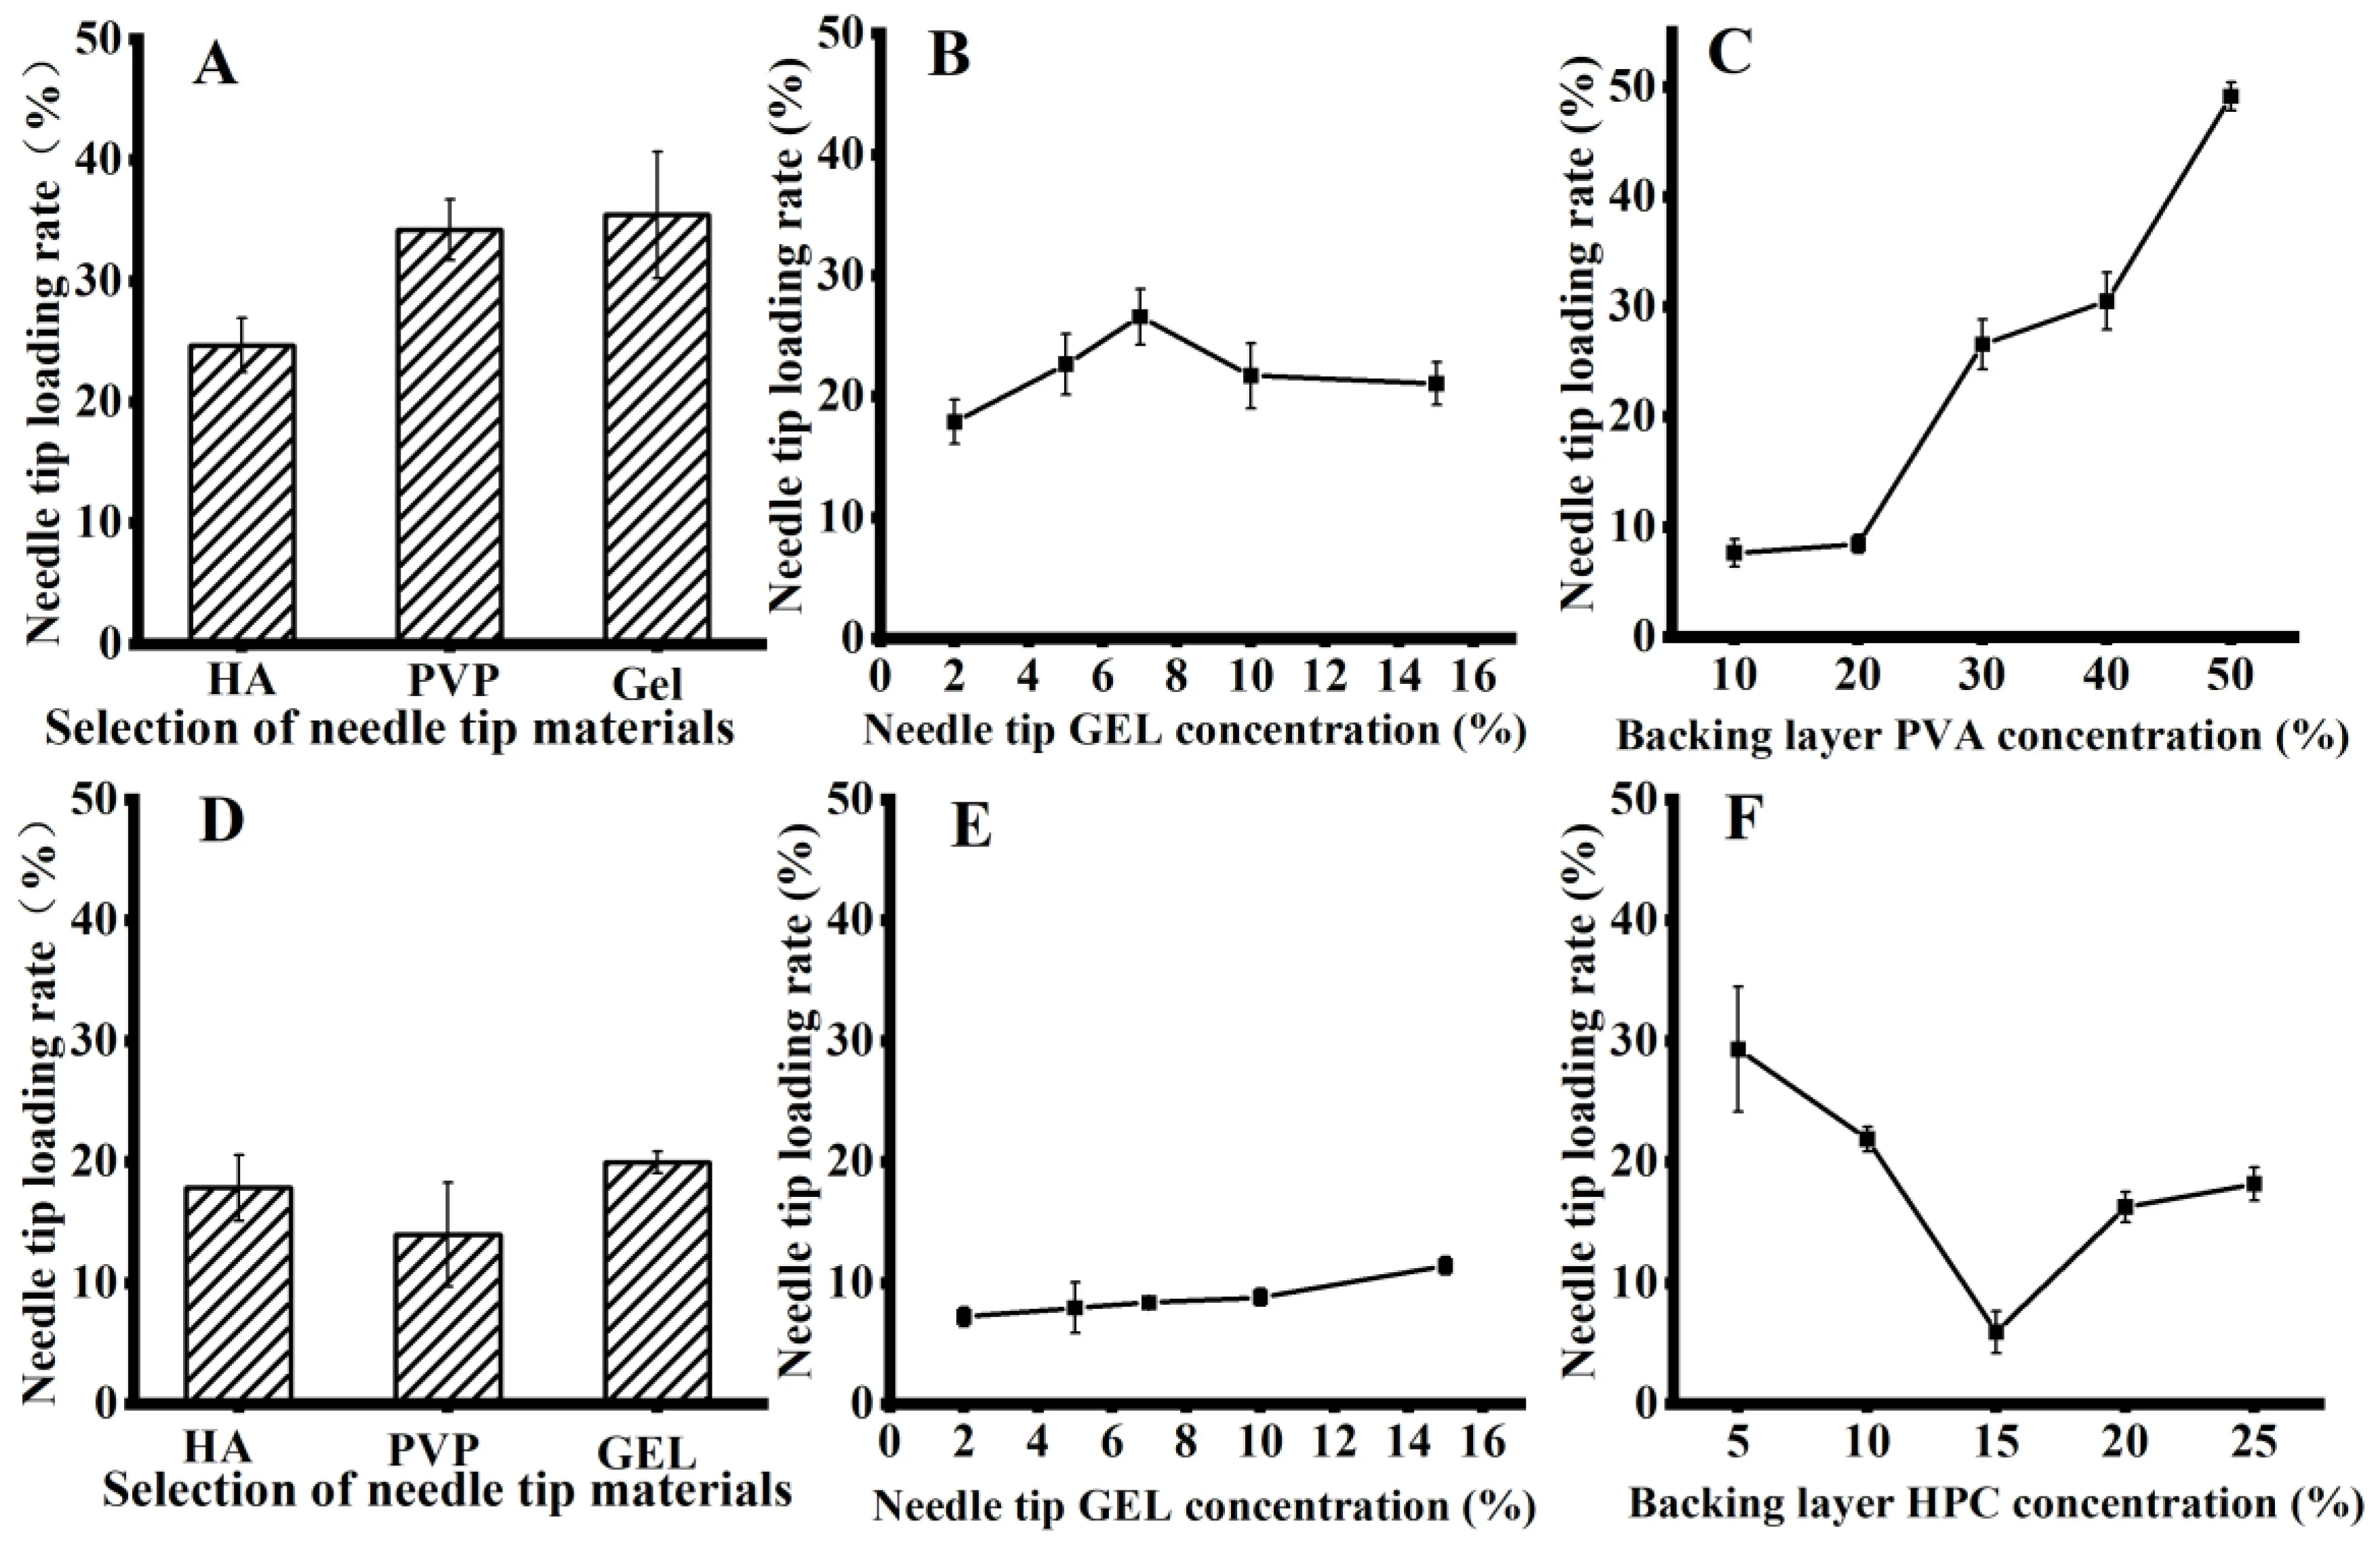 A
Needle tip loading rate（%）
50
40
30
20
10
0
HA PVP Gel
Selection of needle tip materials
B
Needle tip loading rate (%)
50
40
30
20
10
0
0 2 4 6 8 10 12 14 16
Needle tip GEL concentration (%)
C
Needle tip loading rate (%)
50
40
30
20
10
0
10 20 30 40 50
Backing layer PVA concentration (%)
D
Needle tip loading rate（%）
50
40
30
20
10
0
HA PVP GEL
Selection of needle tip materials
E
Needle tip loading rate (%)
50
40
30
20
10
0
0 2 4 6 8 10 12 14 16
Needle tip GEL concentration (%)
F
Needle tip loading rate (%)
50
40
30
20
10
0
5 10 15 20 25
Backing layer HPC concentration (%)